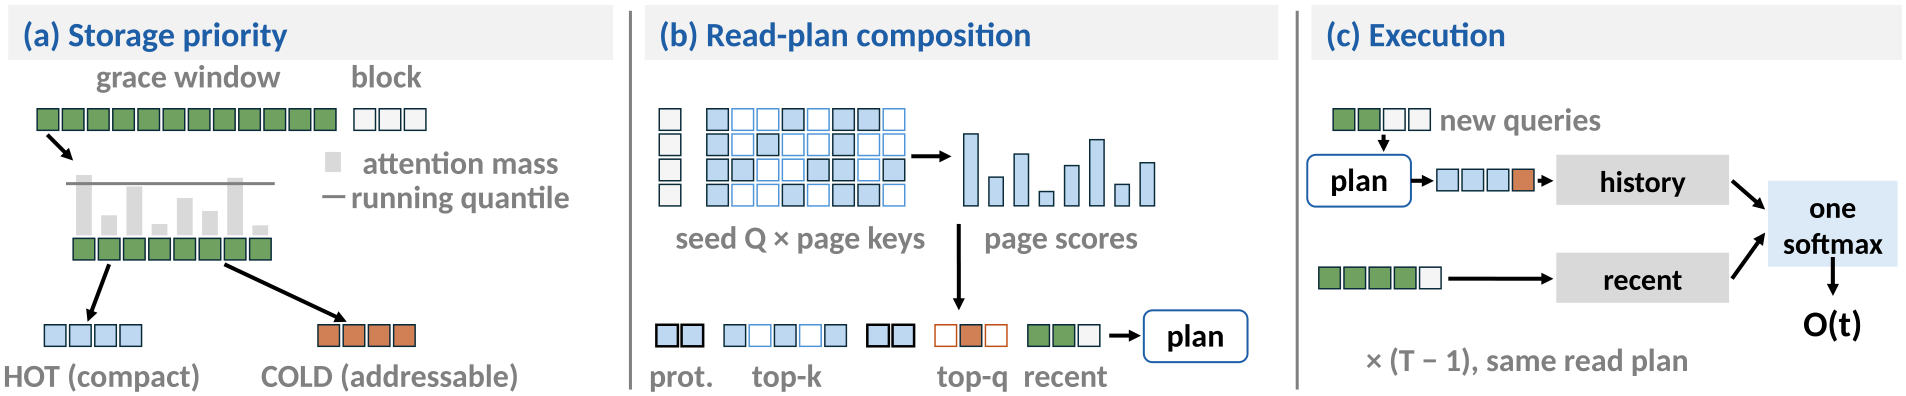 (a) Storage priority
grace window
block
attention mass
running quantile
HOT (compact)
COLD (addressable)
(b) Read-plan composition
seed Q × page keys
page scores
plan
prot.
top-k
top-q
recent
(c) Execution
new queries
plan
history
recent
one
softmax
O(t)
× (T − 1), same read plan